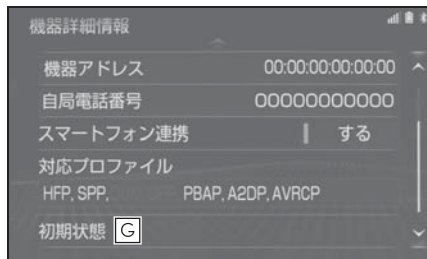 機器詳細情報
機器アドレス 00:00:00:00:00:00
自局電話番号 00000000000
スマートフォン連携 する
対応プロファイル
HFP, SPP, PBAP, A2DP, AVRCP
初期状態 G